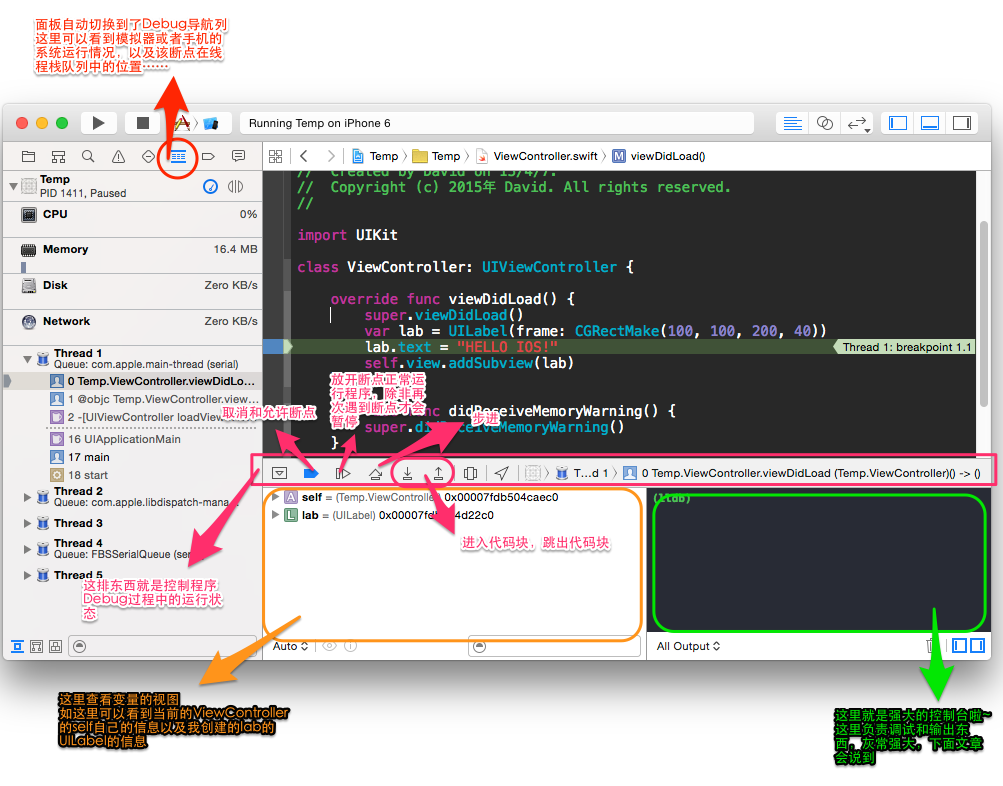 面板自动切换到了Debug导航列
这里可以看到模拟器或者手机的
系统运行情况，以及该断点在线
程栈队列中的位置……
Running Temp on iPhone 6
Temp
Temp
ViewController.swift
viewDidLoad()
Temp
PID 1411, Paused
CPU 0%
Memory 16.4 MB
Disk Zero KB/s
Network Zero KB/s
Thread 1
Queue: com.apple.main-thread (serial)
0 Temp.ViewController.viewDidLo...
1 @objc Temp.ViewController.vie...
2 -[UIViewController loadView
16 UIApplicationMain
17 main
18 start
Thread 2
Queue: com.apple.libdispatch-mana...
Thread 3
Thread 4
Queue: FBSSerialQueue (ser
Thread 5
// Created by David on 15/4/7.
// Copyright (c) 2015年 David. All rights reserved.
//
import UIKit
class ViewController: UIViewController {
override func viewDidLoad() {
super.viewDidLoad()
var lab = UILabel(frame: CGRectMake(100, 100, 200, 40))
lab.text = "HELLO IOS!"
Thread 1: breakpoint 1.1
self.view.addSubview(lab)
func didReceiveMemoryWarning() {
super.didReceiveMemoryWarning()
}
取消和允许断点
放开断点正常运
行程序，除非再
次遇到断点才会
暂停
步进
T...d 1
0 Temp.ViewController.viewDidLoad (Temp.ViewController)() -> ()
self = (Temp.ViewController) 0x00007fdb504caec0
lab = (UILabel) 0x00007fdb504d22c0
(lldb)
进入代码块，跳出代码块
这排东西就是控制程序
Debug过程中的运行状
态
Auto
All Output
这里查看变量的视图
如这里可以看到当前的ViewController
的self自己的信息以及我创建的lab的
UILabel的信息
这里就是强大的控制台啦~
这里负责调试和输出东
西，灰常强大，下面文章
会说到